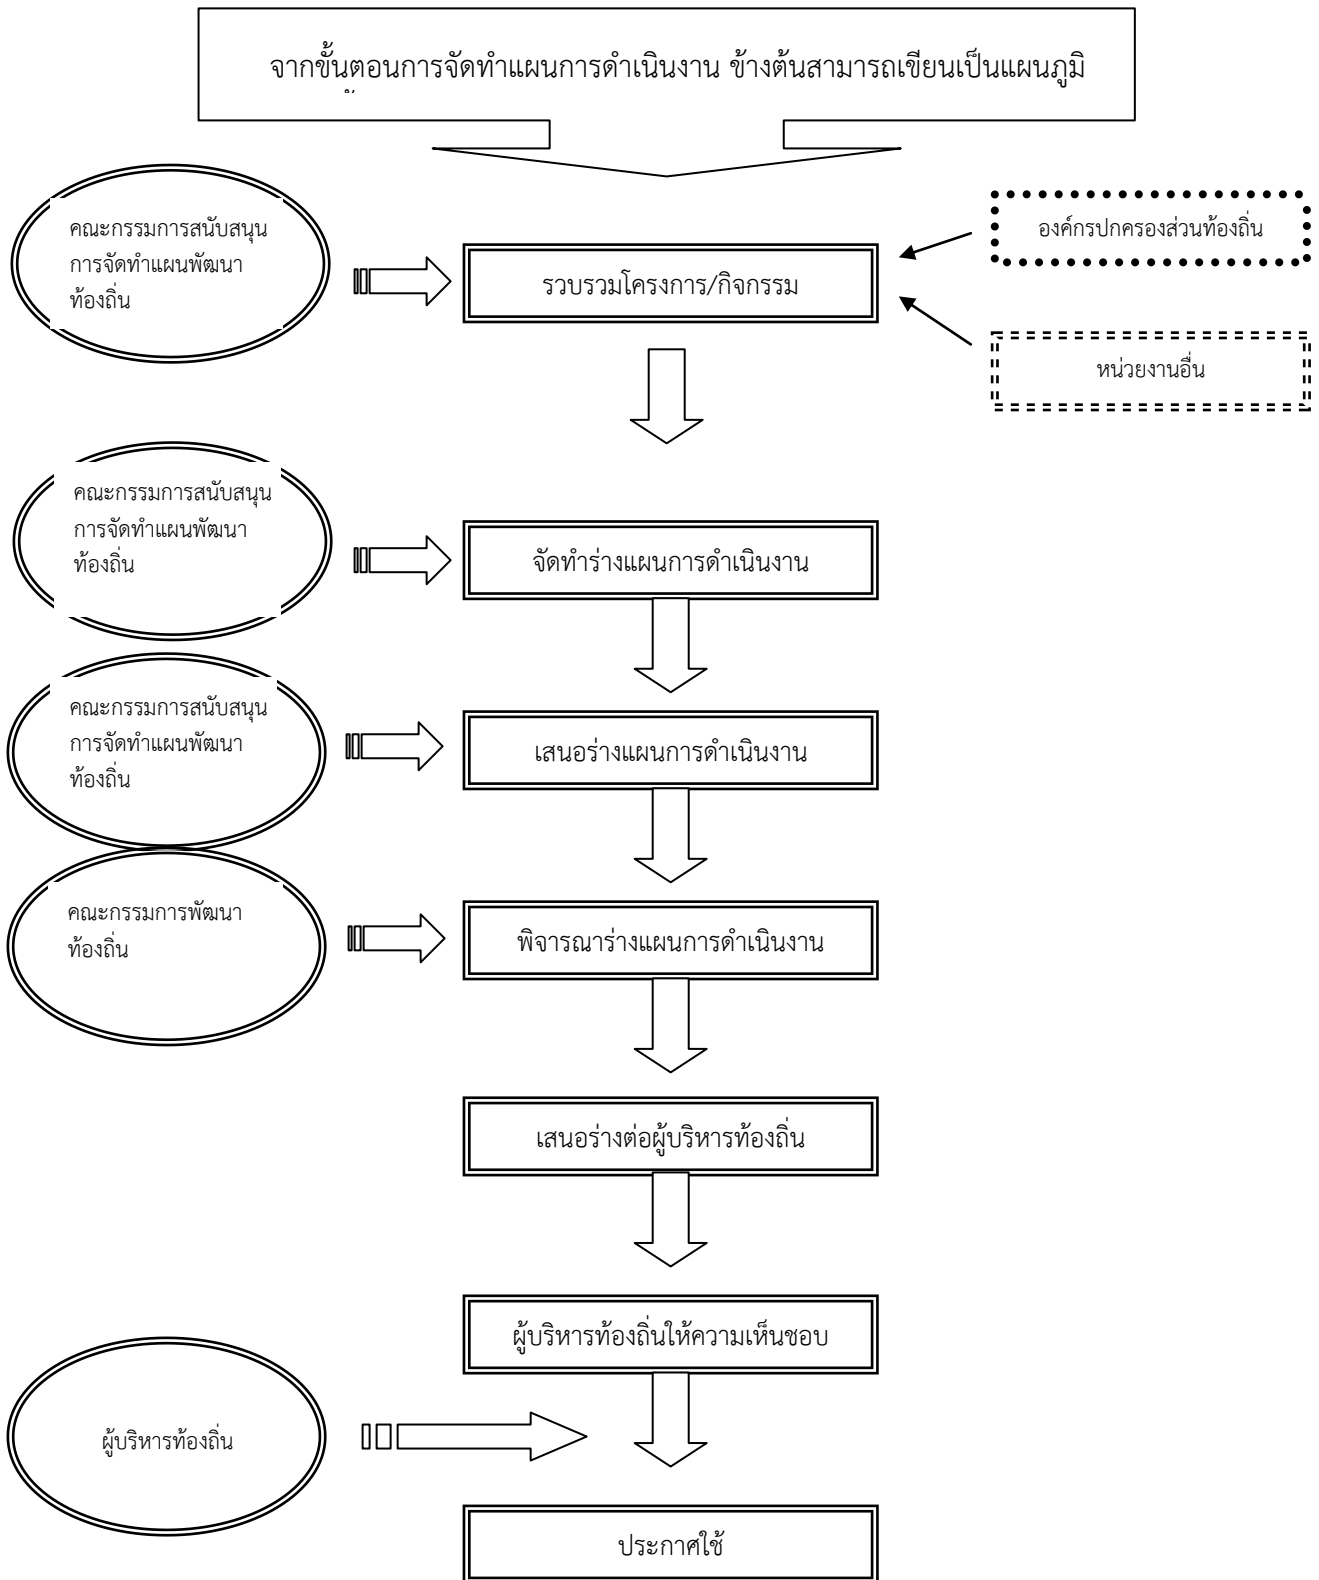 จากขั้นตอนการจัดทำแผนการดำเนินงาน ข้างต้นสามารถเขียนเป็นแผนภูมิ
คณะกรรมการสนับสนุน
การจัดทำแผนพัฒนา
ท้องถิ่น
รวบรวมโครงการ/กิจกรรม
องค์กรปกครองส่วนท้องถิ่น
หน่วยงานอื่น
คณะกรรมการสนับสนุน
การจัดทำแผนพัฒนา
ท้องถิ่น
จัดทำร่างแผนการดำเนินงาน
คณะกรรมการสนับสนุน
การจัดทำแผนพัฒนา
ท้องถิ่น
เสนอร่างแผนการดำเนินงาน
คณะกรรมการพัฒนา
ท้องถิ่น
พิจารณาร่างแผนการดำเนินงาน
เสนอร่างต่อผู้บริหารท้องถิ่น
ผู้บริหารท้องถิ่นให้ความเห็นชอบ
ผู้บริหารท้องถิ่น
ประกาศใช้